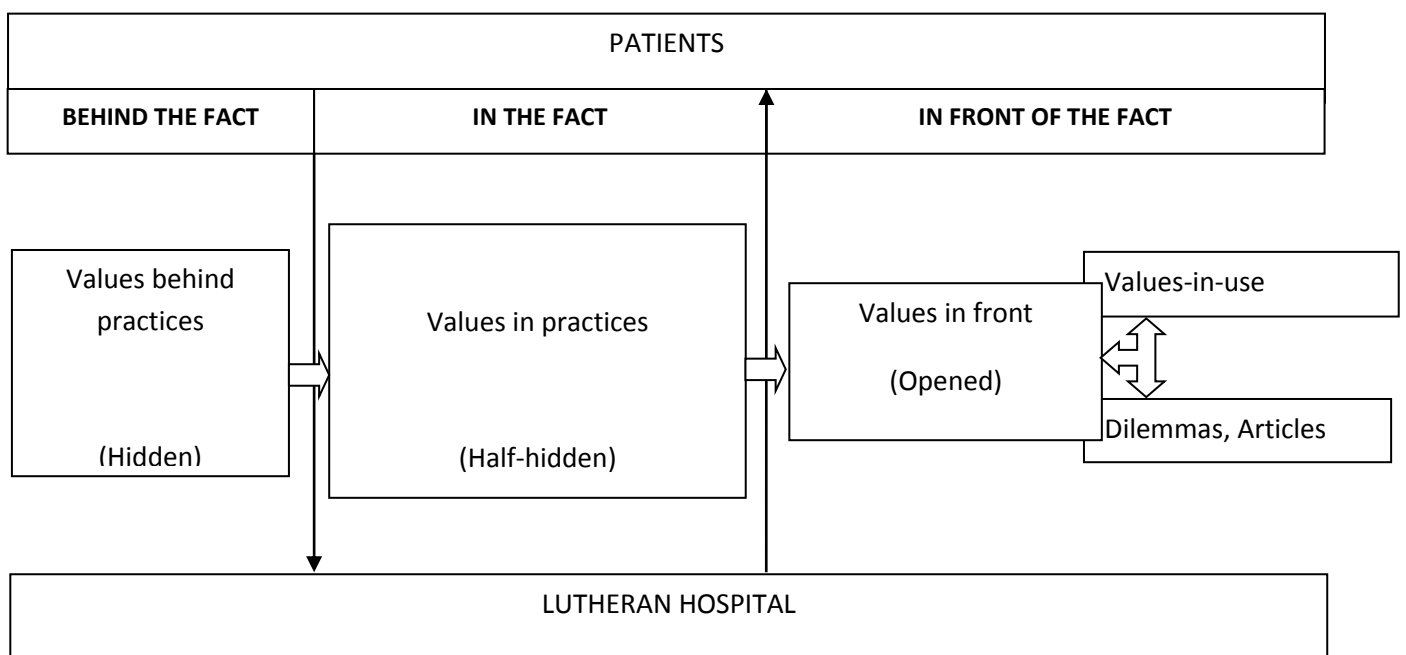 PATIENTS
BEHIND THE FACT
IN THE FACT
IN FRONT OF THE FACT
Values behind
practices
(Hidden)
Values in practices
(Half-hidden)
Values in front
(Opened)
Values-in-use
Dilemmas, Articles
LUTHERAN HOSPITAL